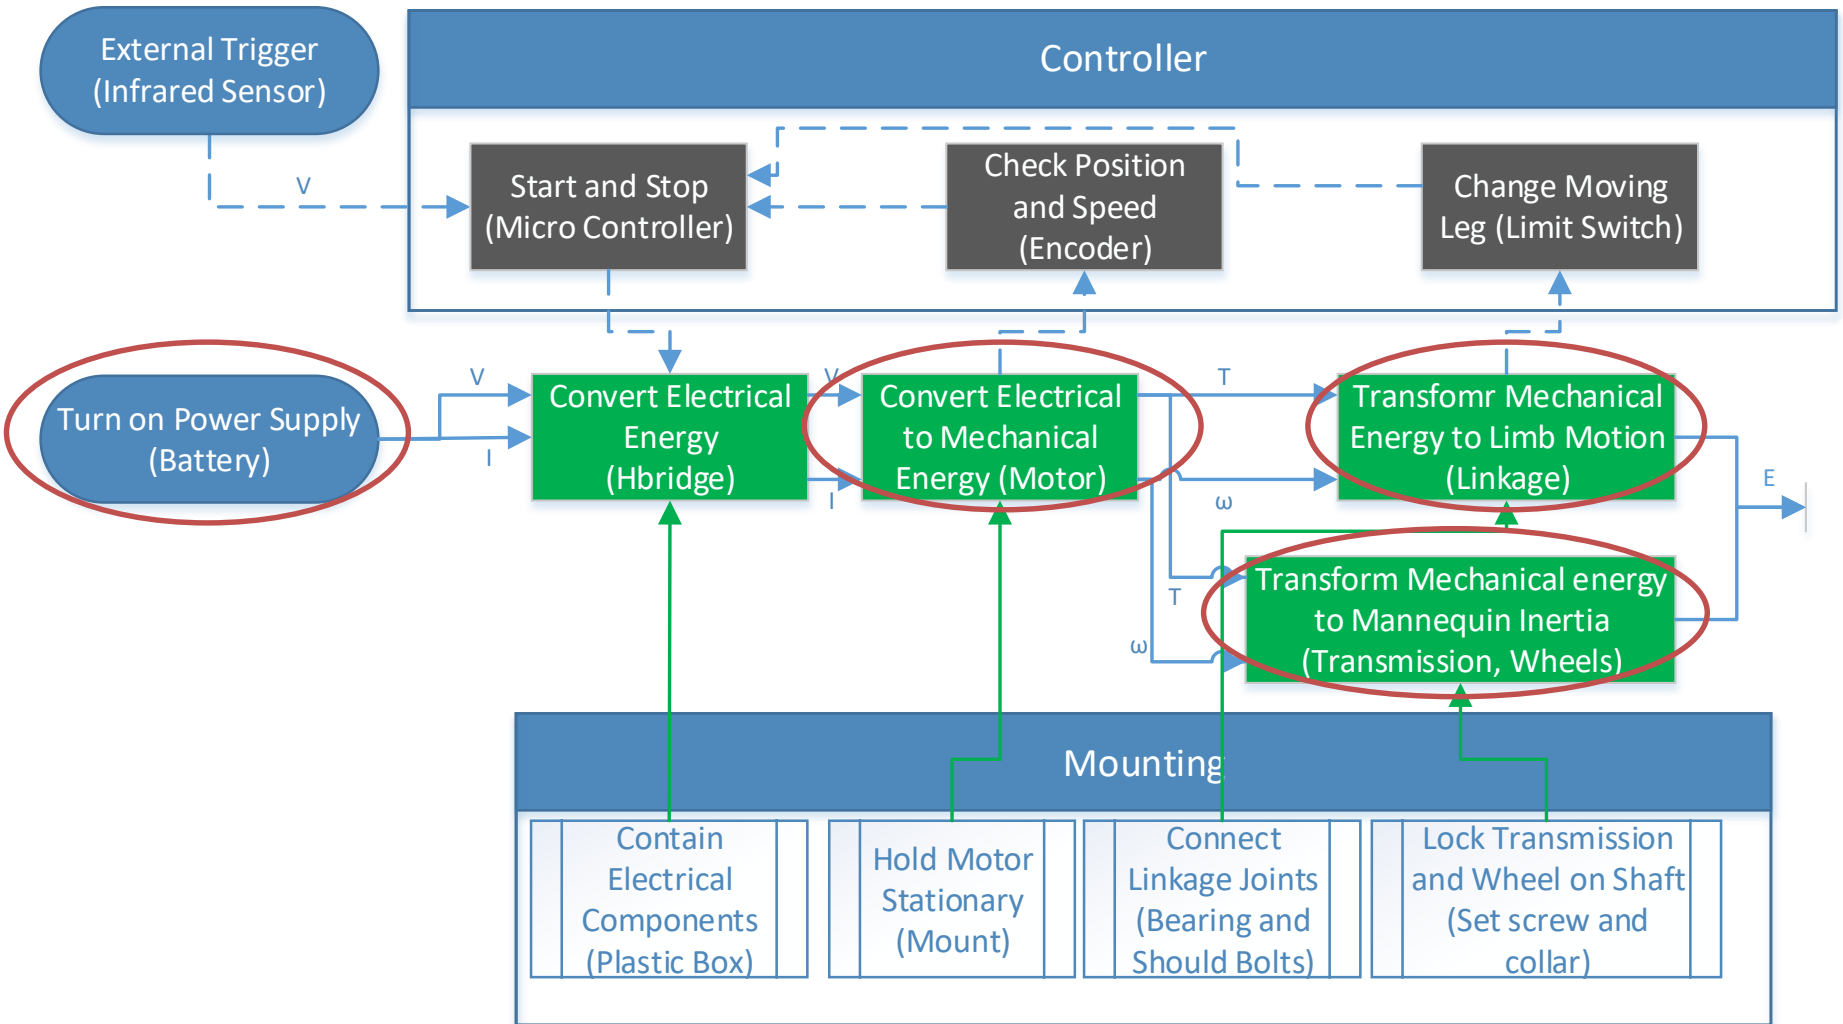 External Trigger
(Infrared Sensor)
Controller
V
Start and Stop
(Micro Controller)
Check Position
and Speed
(Encoder)
Change Moving
Leg (Limit Switch)
Turn on Power Supply
(Battery)
V
I
Convert Electrical
Energy
(Hbridge)
V
I
Convert Electrical
to Mechanical
Energy (Motor)
T
ω
Transfomr Mechanical
Energy to Limb Motion
(Linkage)
E
T
ω
Transform Mechanical energy
to Mannequin Inertia
(Transmission, Wheels)
Mounting
Contain
Electrical
Components
(Plastic Box)
Hold Motor
Stationary
(Mount)
Connect
Linkage Joints
(Bearing and
Should Bolts)
Lock Transmission
and Wheel on Shaft
(Set screw and
collar)